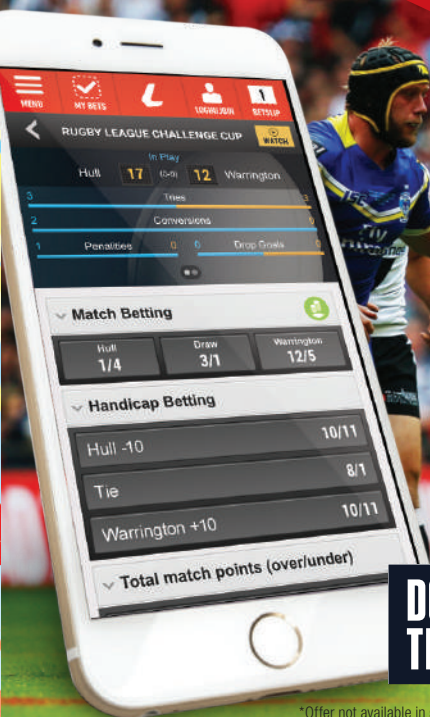 MENU
MY BETS
L
LOGIN/JOIN
1
BETSLIP
RUGBY LEAGUE CHALLENGE CUP
WATCH
In Play
Hull 17 12 Warrington
3 Tries 3
2 Conversions
1 Penalties 0 0 Drop Goals 0
Match Betting
Hull Draw Warrington
1/4 3/1 12/5
Handicap Betting
Hull -10 10/11
Tie 8/1
Warrington +10 10/11
Total match points (over/under)
*Offer not available in